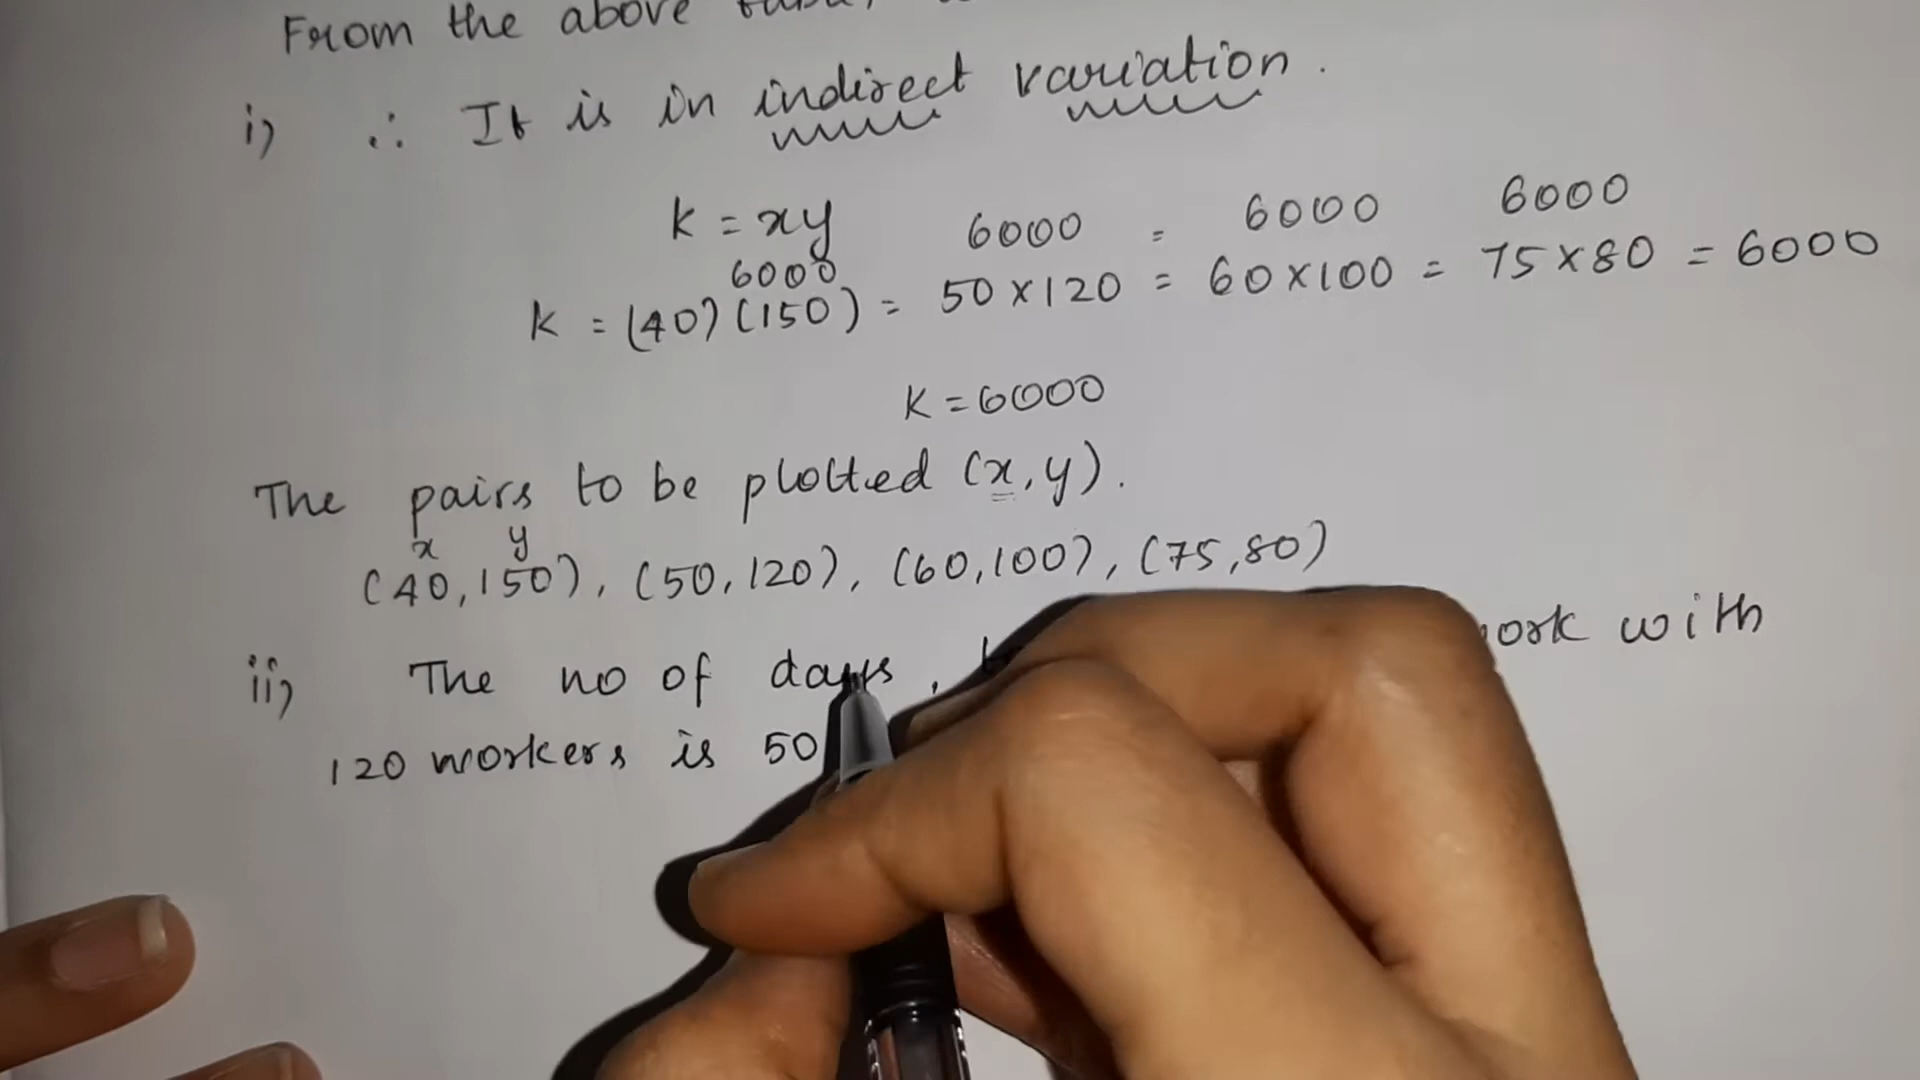 From the above
i) ∴ It is in indirect variation.
k = xy 6000 = 6000 6000
6000
k = (40)(150) = 50×120 = 60×100 = 75×80 = 6000
k=6000
The pairs to be plotted (x,y).
x y
(40,150), (50,120), (60,100), (75,80)
ii) The no of days, with
120 workers is 50